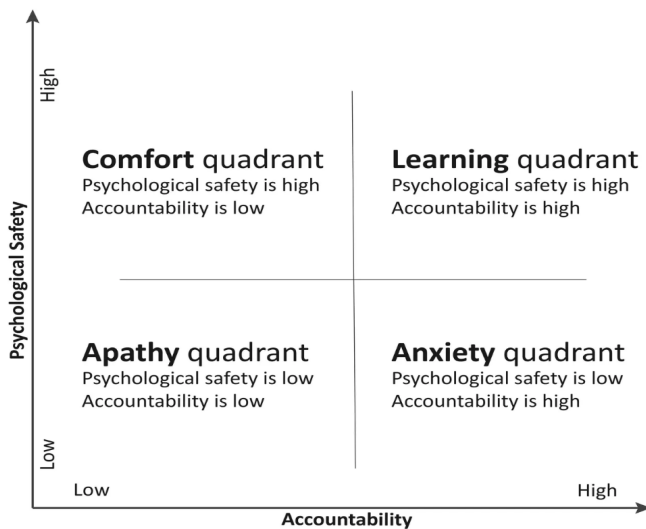 High
Comfort quadrant
Psychological safety is high
Accountability is low
Learning quadrant
Psychological safety is high
Accountability is high
Psychological Safety
Apathy quadrant
Psychological safety is low
Accountability is low
Anxiety quadrant
Psychological safety is low
Accountability is high
Low
Low
High
Accountability